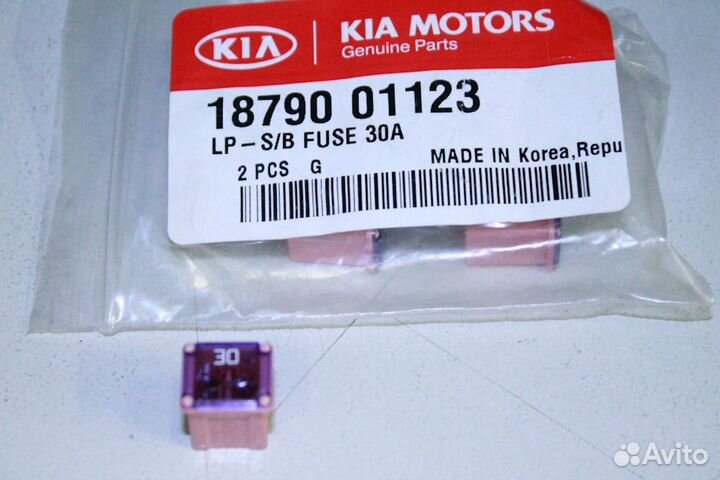 KIA KIA MOTORS
Genuine Parts
18790 01123
LP-S/B FUSE 30A
2 PCS G MADE IN Korea,Repu
30
Avito